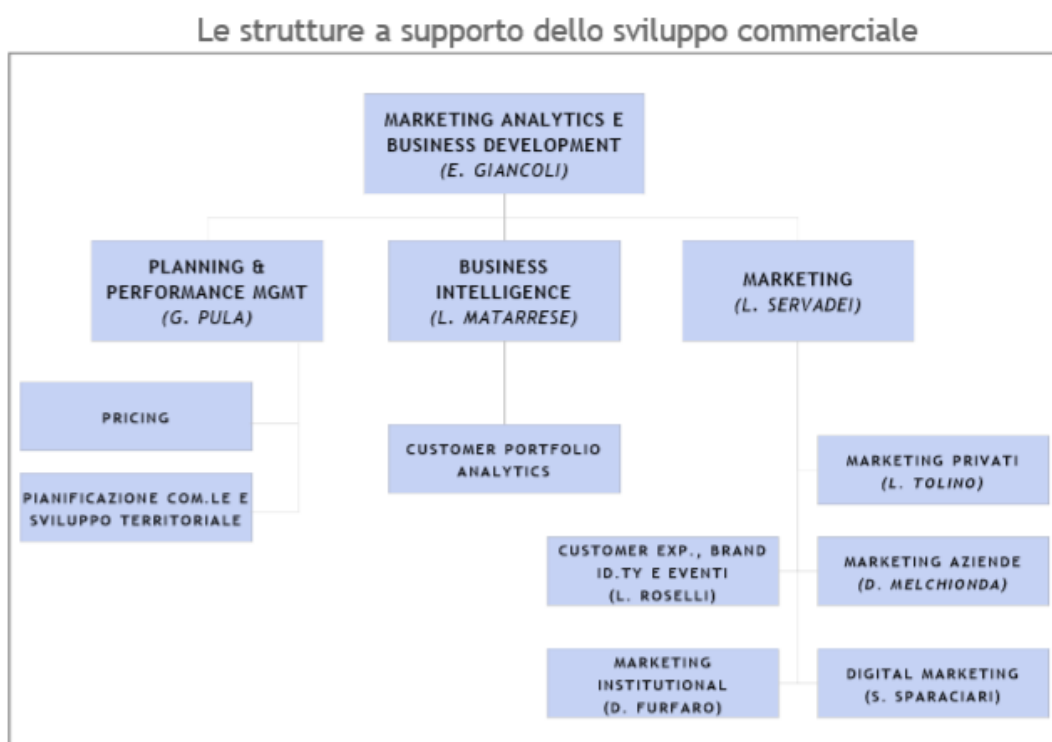 Le strutture a supporto dello sviluppo commerciale
MARKETING ANALYTICS E
BUSINESS DEVELOPMENT
(E. GIANCOLI)
PLANNING &
PERFORMANCE MGMT
(G. PULA)
BUSINESS
INTELLIGENCE
(L. MATARRESE)
MARKETING
(L. SERVADEI)
PRICING
PIANIFICAZIONE COM.LE E
SVILUPPO TERRITORIALE
CUSTOMER PORTFOLIO
ANALYTICS
MARKETING PRIVATI
(L. TOLINO)
CUSTOMER EXP., BRAND
ID.TY E EVENTI
(L. ROSELLI)
MARKETING AZIENDE
(D. MELCHIONDA)
MARKETING
INSTITUTIONAL
(D. FURFARO)
DIGITAL MARKETING
(S. SPARACIARI)